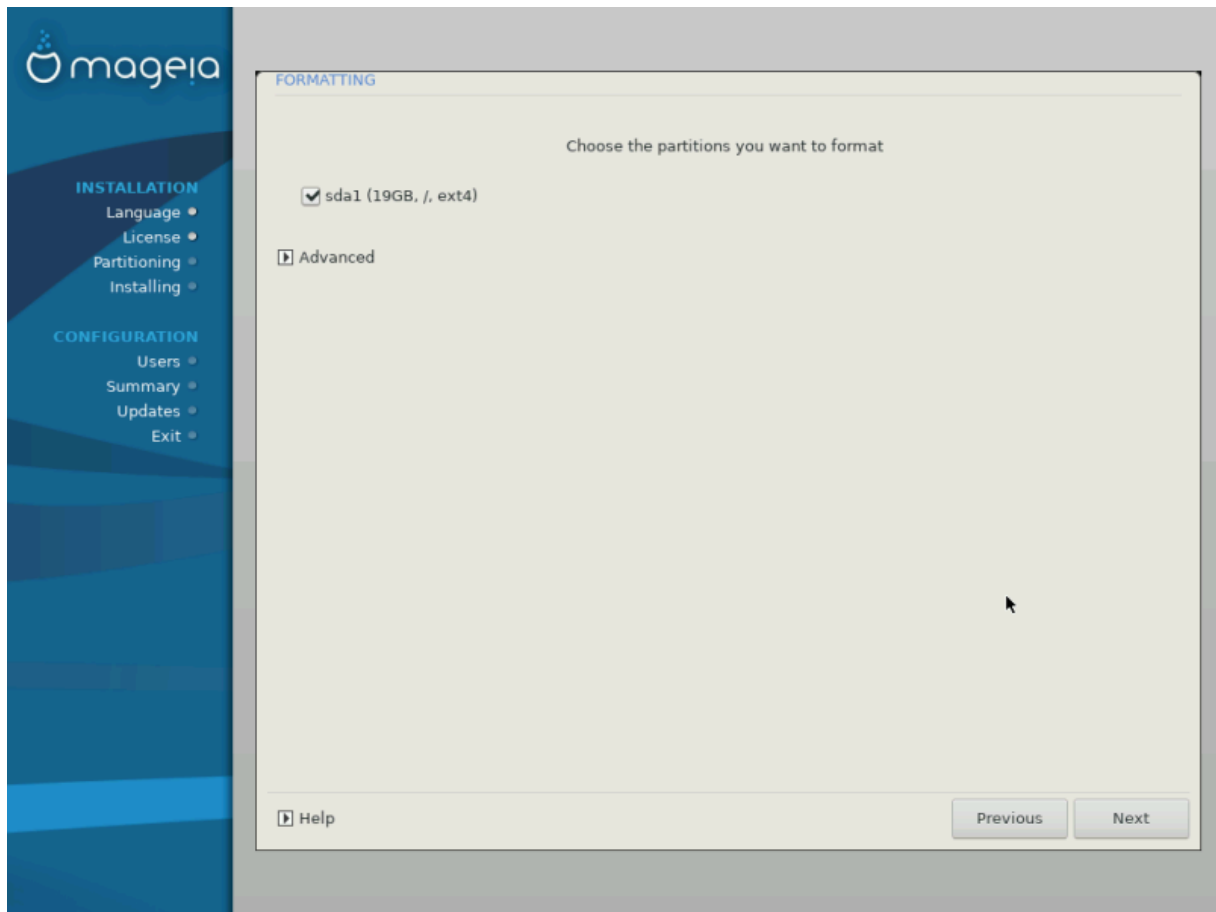 mageia
INSTALLATION
Language
License
Partitioning
Installing
CONFIGURATION
Users
Summary
Updates
Exit
FORMATTING
Choose the partitions you want to format
sda1 (19GB, /, ext4)
Advanced
Help
Previous
Next